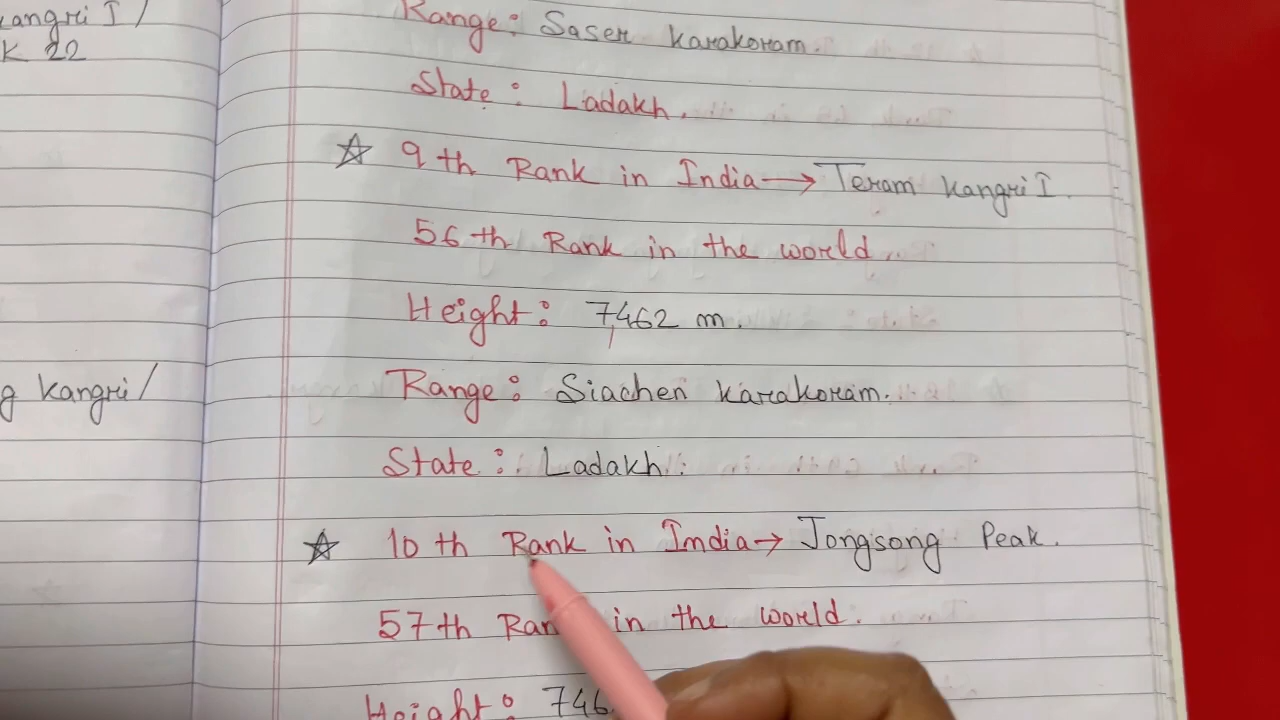 kangri I /
K 22
g Kangri /
Range: Saser Karakoram.
State: Ladakh.
☆ 9th Rank in India → Teram Kangri I.
56th Rank in the world
Height: 7,462 m.
Range: Siachen Karakoram.
State: Ladakh.
☆ 10th Rank in India → Jongsong Peak.
57th Ran in the world.
Height: 746